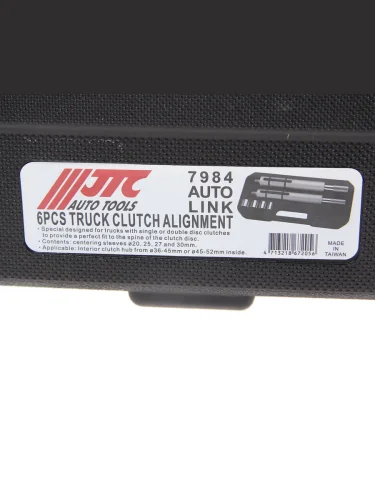 JTC
AUTO TOOLS
7984
AUTO
LINK
6PCS TRUCK CLUTCH ALIGNMENT
• Special designed for trucks with single or double disc clutches
to provide a perfect fit to the spine of the clutch disc.
• Contents: centering sleeves ø20, 25, 27 and 30mm.
• Applicable: Interior clutch hub from ø36-45mm or ø45-52mm inside.
MADE
IN
TAIWAN